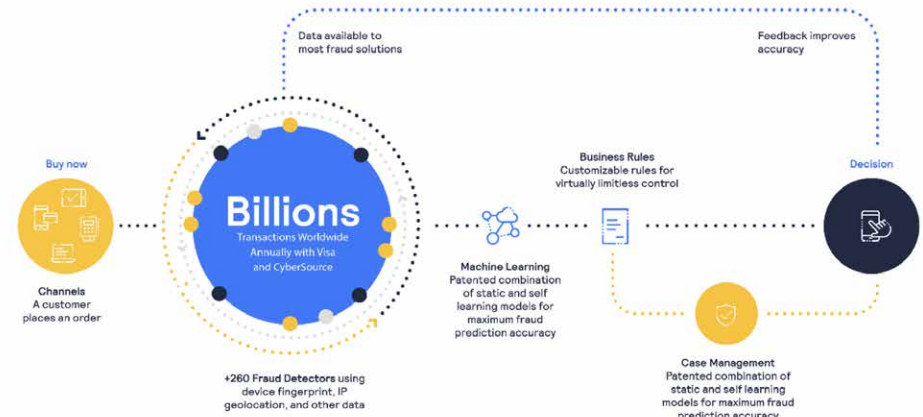 Data available to
most fraud solutions
Feedback improves
accuracy
Buy now
Channels
A customer
places an order
Billions
Transactions Worldwide
Annually with Visa
and CyberSource
+260 Fraud Detectors using
device fingerprint, IP
geolocation, and other data
Machine Learning
Patented combination
of static and self
learning models for
maximum fraud
prediction accuracy
Business Rules
Customizable rules for
virtually limitless control
Decision
Case Management
Patented combination of
static and self learning
models for maximum fraud
prediction accuracy